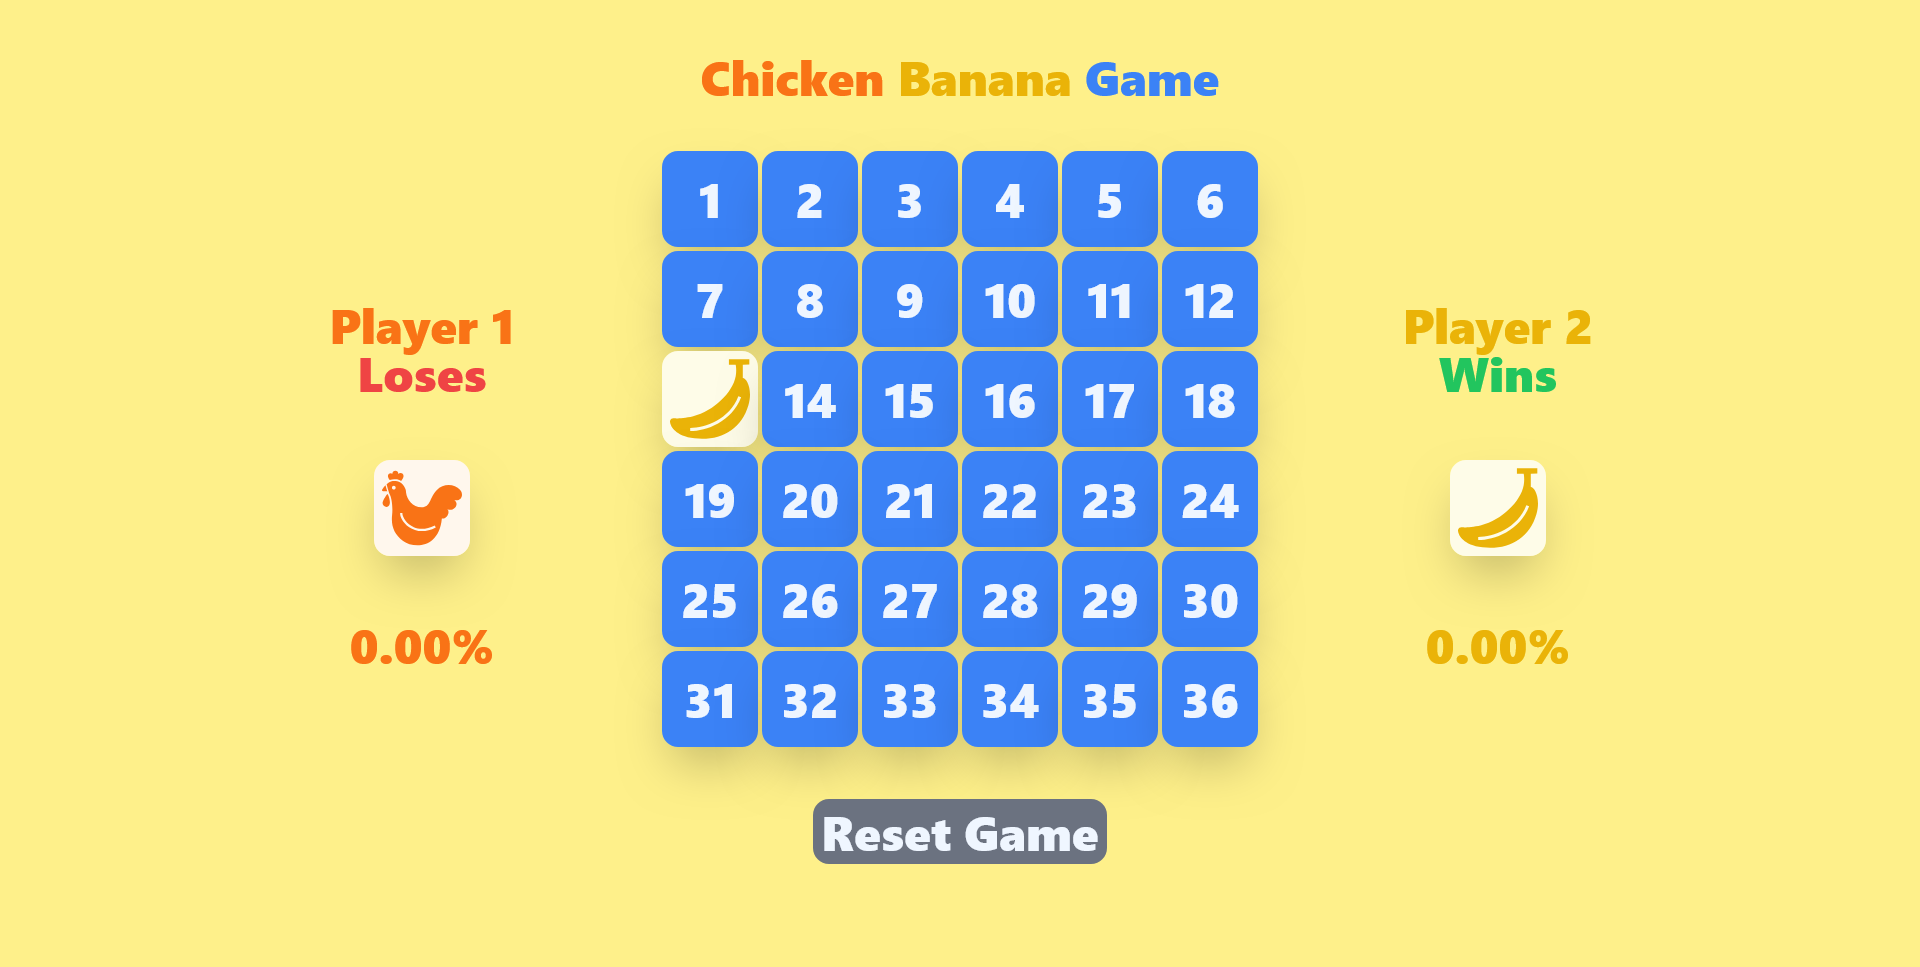 Chicken Banana Game
1 2 3 4 5 6
7 8 9 10 11 12
14 15 16 17 18
19 20 21 22 23 24
25 26 27 28 29 30
31 32 33 34 35 36
Player 1
Loses
0.00%
Player 2
Wins
0.00%
Reset Game